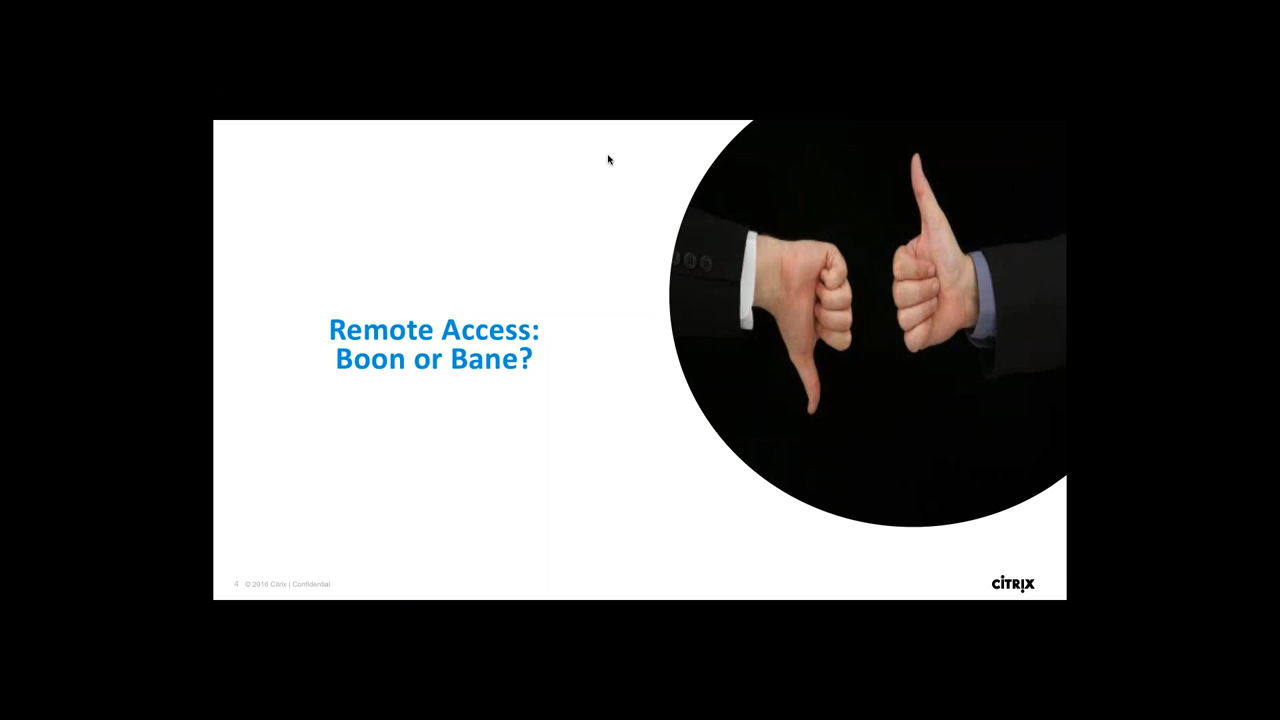 Remote Access:
Boon or Bane?
4 © 2016 Citrix | Confidential
CITRIX